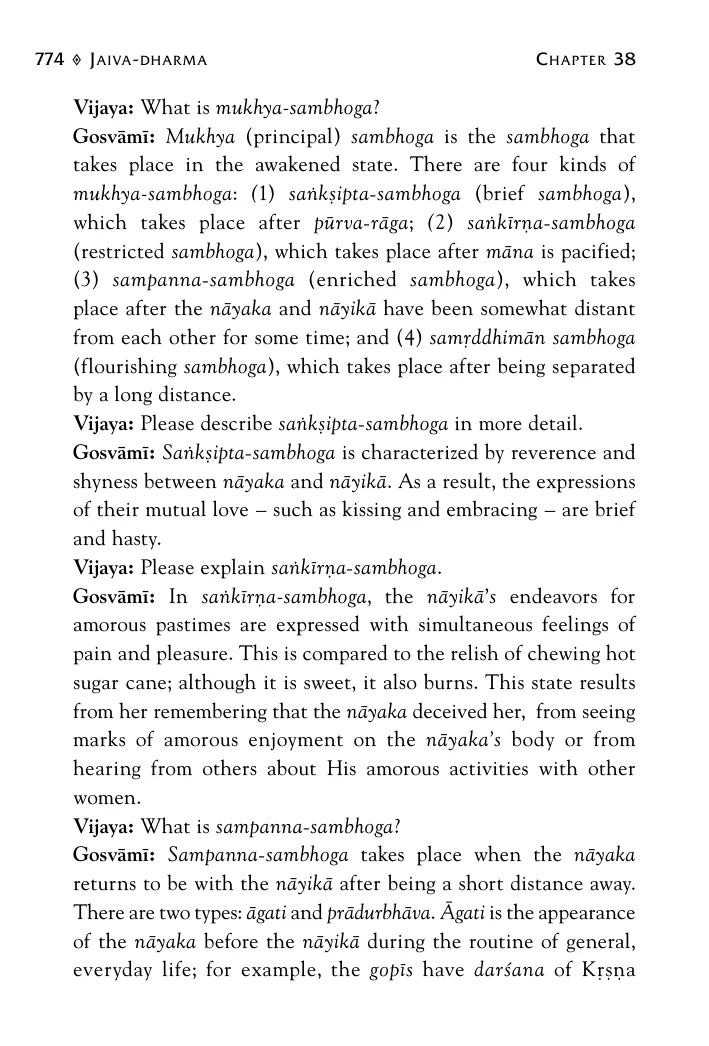 774 ◊ JAIVA-DHARMA CHAPTER 38
Vijaya: What is mukhya-sambhoga?
Gosvāmī: Mukhya (principal) sambhoga is the sambhoga that
takes place in the awakened state. There are four kinds of
mukhya-sambhoga: (1) saṅkṣipta-sambhoga (brief sambhoga),
which takes place after pūrva-rāga; (2) saṅkīrṇa-sambhoga
(restricted sambhoga), which takes place after māna is pacified;
(3) sampanna-sambhoga (enriched sambhoga), which takes
place after the nāyaka and nāyikā have been somewhat distant
from each other for some time; and (4) samṛddhimān sambhoga
(flourishing sambhoga), which takes place after being separated
by a long distance.
Vijaya: Please describe saṅkṣipta-sambhoga in more detail.
Gosvāmī: Saṅkṣipta-sambhoga is characterized by reverence and
shyness between nāyaka and nāyikā. As a result, the expressions
of their mutual love – such as kissing and embracing – are brief
and hasty.
Vijaya: Please explain saṅkīrṇa-sambhoga.
Gosvāmī: In saṅkīrṇa-sambhoga, the nāyikā's endeavors for
amorous pastimes are expressed with simultaneous feelings of
pain and pleasure. This is compared to the relish of chewing hot
sugar cane; although it is sweet, it also burns. This state results
from her remembering that the nāyaka deceived her, from seeing
marks of amorous enjoyment on the nāyaka's body or from
hearing from others about His amorous activities with other
women.
Vijaya: What is sampanna-sambhoga?
Gosvāmī: Sampanna-sambhoga takes place when the nāyaka
returns to be with the nāyikā after being a short distance away.
There are two types: āgati and prādurbhāva. Āgati is the appearance
of the nāyaka before the nāyikā during the routine of general,
everyday life; for example, the gopīs have darśana of Kṛṣṇa